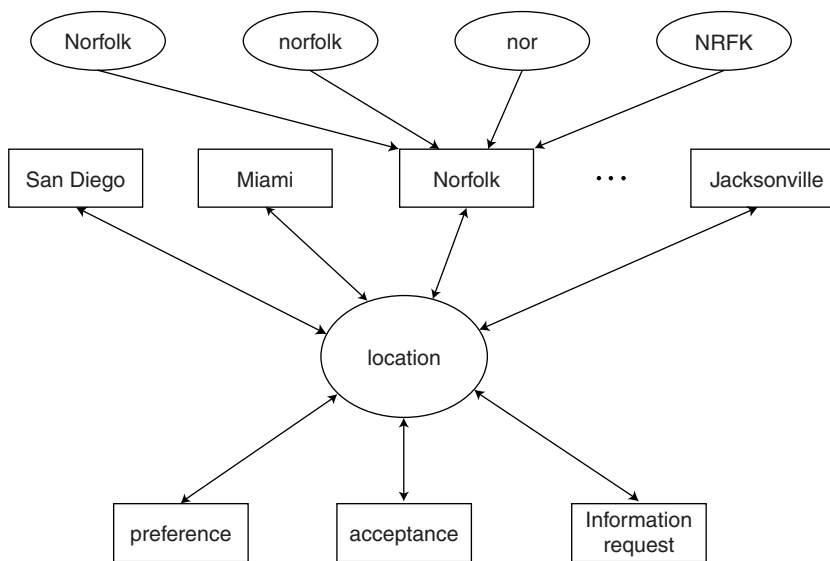 Norfolk
norfolk
nor
NRFK
San Diego
Miami
Norfolk
...
Jacksonville
location
preference
acceptance
Information
request